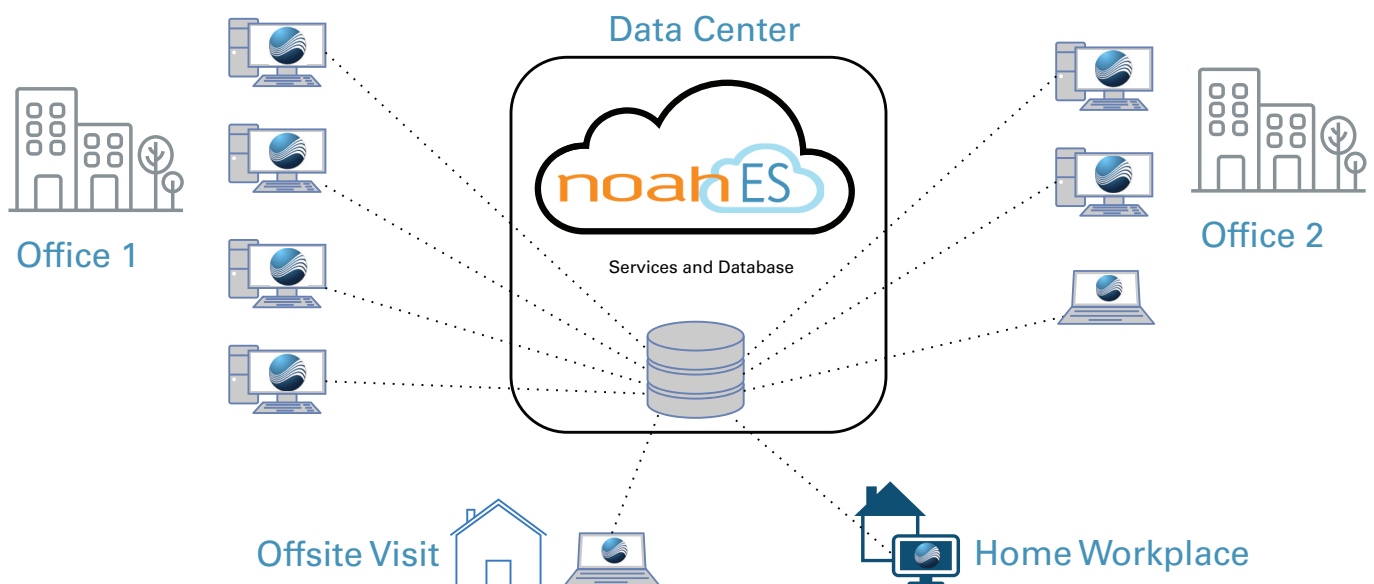 Data Center
noahES
Services and Database
Office 1
Office 2
Offsite Visit
Home Workplace